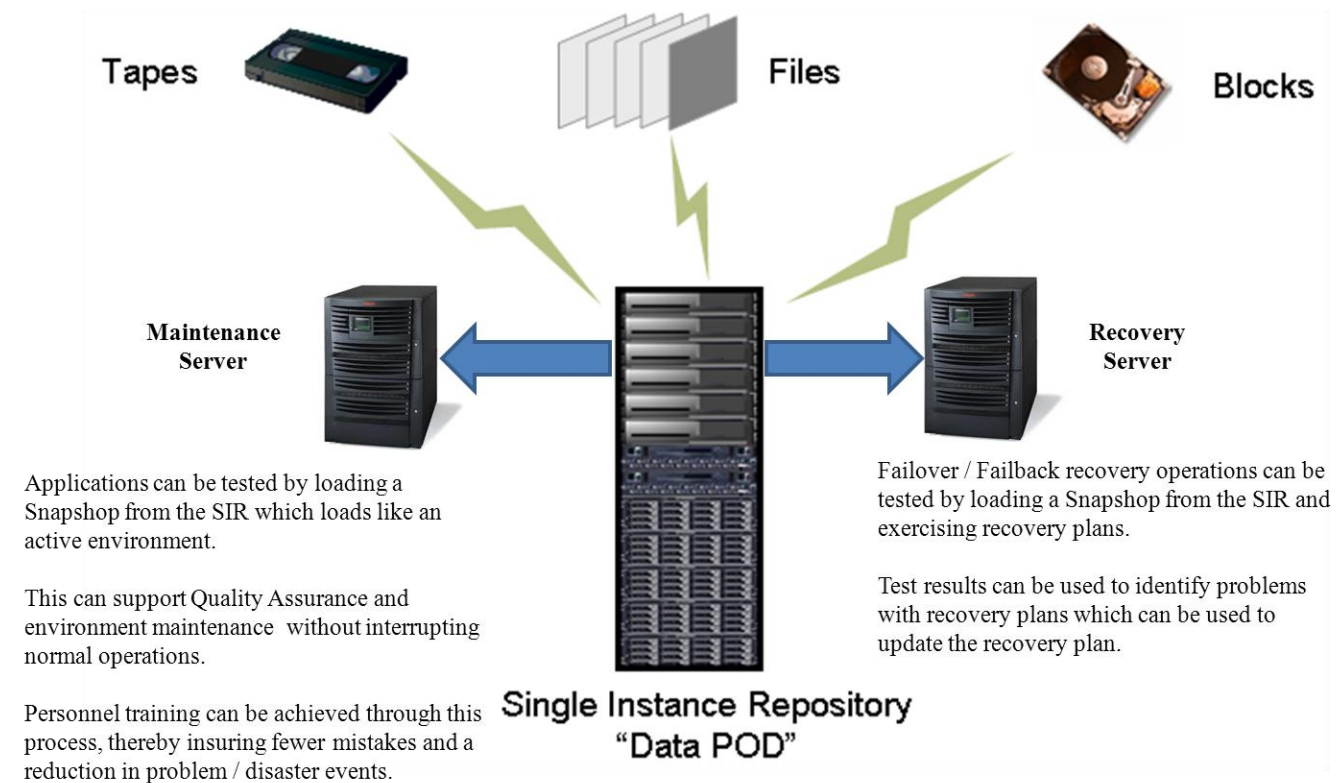 Tapes
Files
Blocks
Maintenance
Server
Recovery
Server
Applications can be tested by loading a
Snapshop from the SIR which loads like an
active environment.
This can support Quality Assurance and
environment maintenance without interrupting
normal operations.
Personnel training can be achieved through this
process, thereby insuring fewer mistakes and a
reduction in problem / disaster events.
Failover / Failback recovery operations can be
tested by loading a Snapshop from the SIR and
exercising recovery plans.
Test results can be used to identify problems
with recovery plans which can be used to
update the recovery plan.
Single Instance Repository
“Data POD”